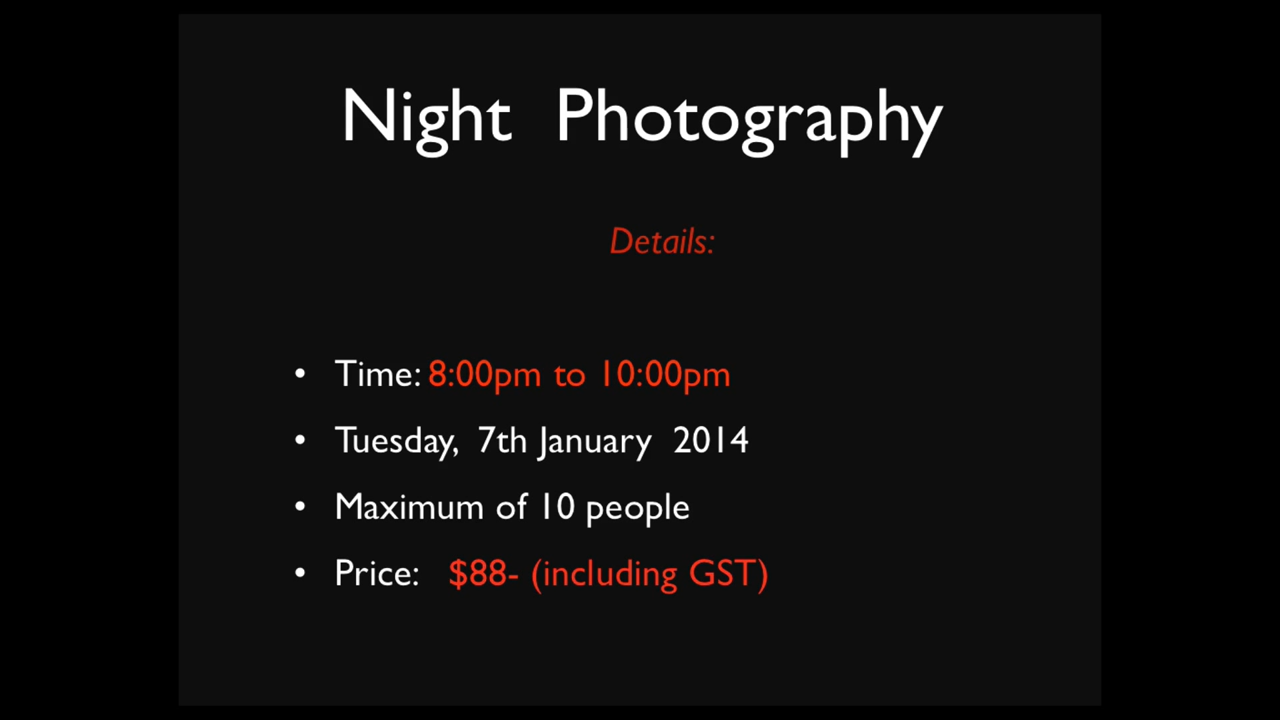 Night Photography
Details:
• Time: 8:00pm to 10:00pm
• Tuesday, 7th January 2014
• Maximum of 10 people
• Price: $88- (including GST)